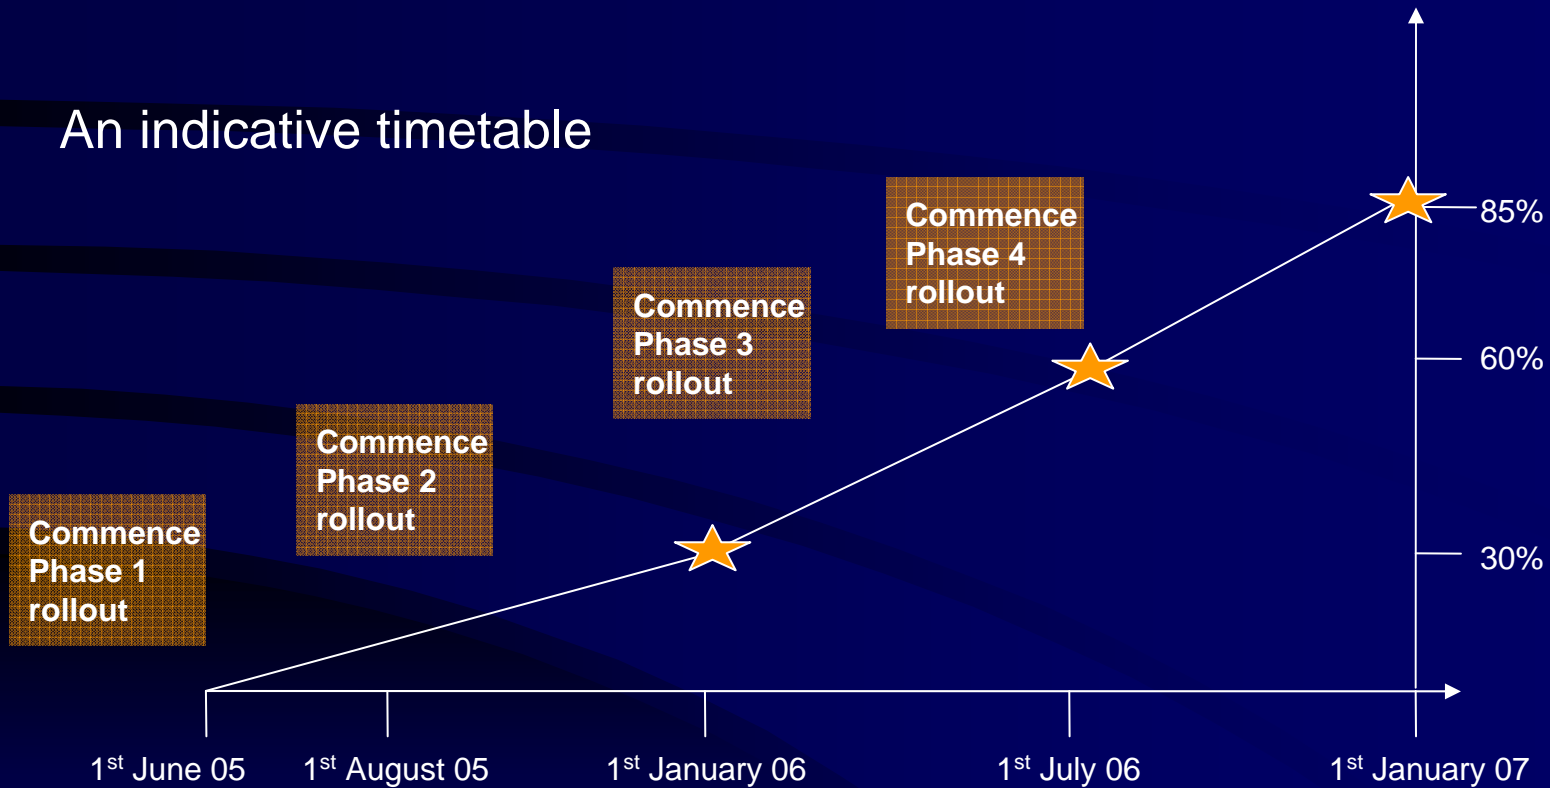 An indicative timetable
Commence
Phase 4
rollout
85%
Commence
Phase 3
rollout
60%
Commence
Phase 2
rollout
Commence
Phase 1
rollout
30%
1st June 05
1st August 05
1st January 06
1st July 06
1st January 07